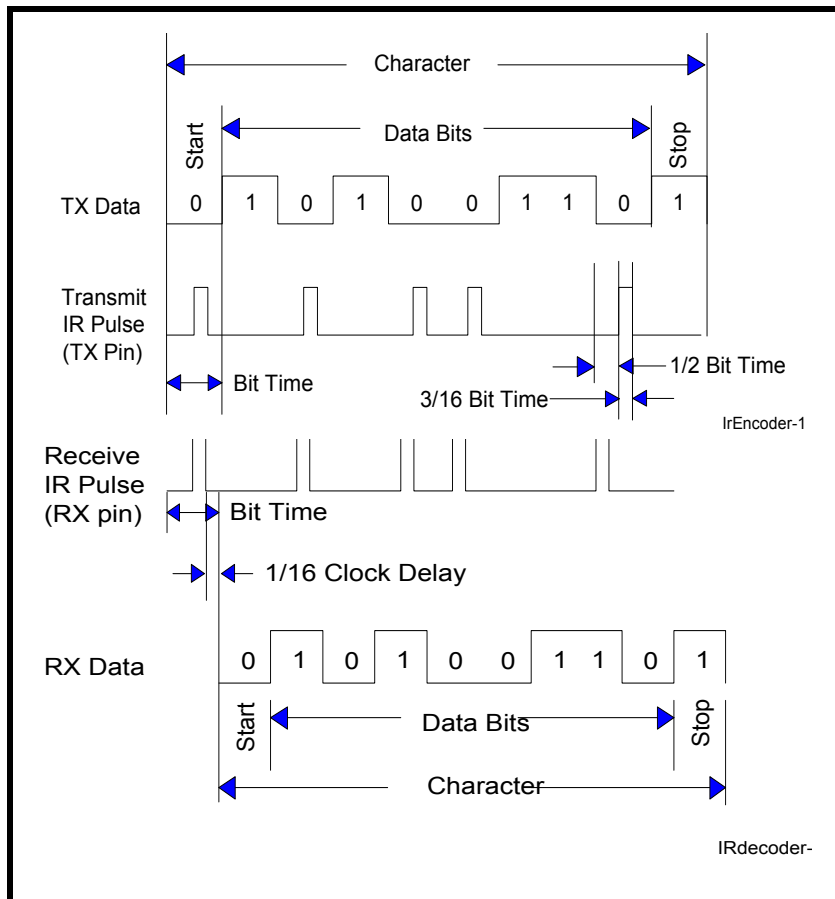 Character
Start
Data Bits
Stop
TX Data
0 1 0 1 0 0 1 1 0 1
Transmit
IR Pulse
(TX Pin)
Bit Time
1/2 Bit Time
3/16 Bit Time
IrEncoder-1
Receive
IR Pulse
(RX pin)
Bit Time
1/16 Clock Delay
RX Data
0 1 0 1 0 0 1 1 0 1
Start
Data Bits
Stop
Character
IRdecoder-